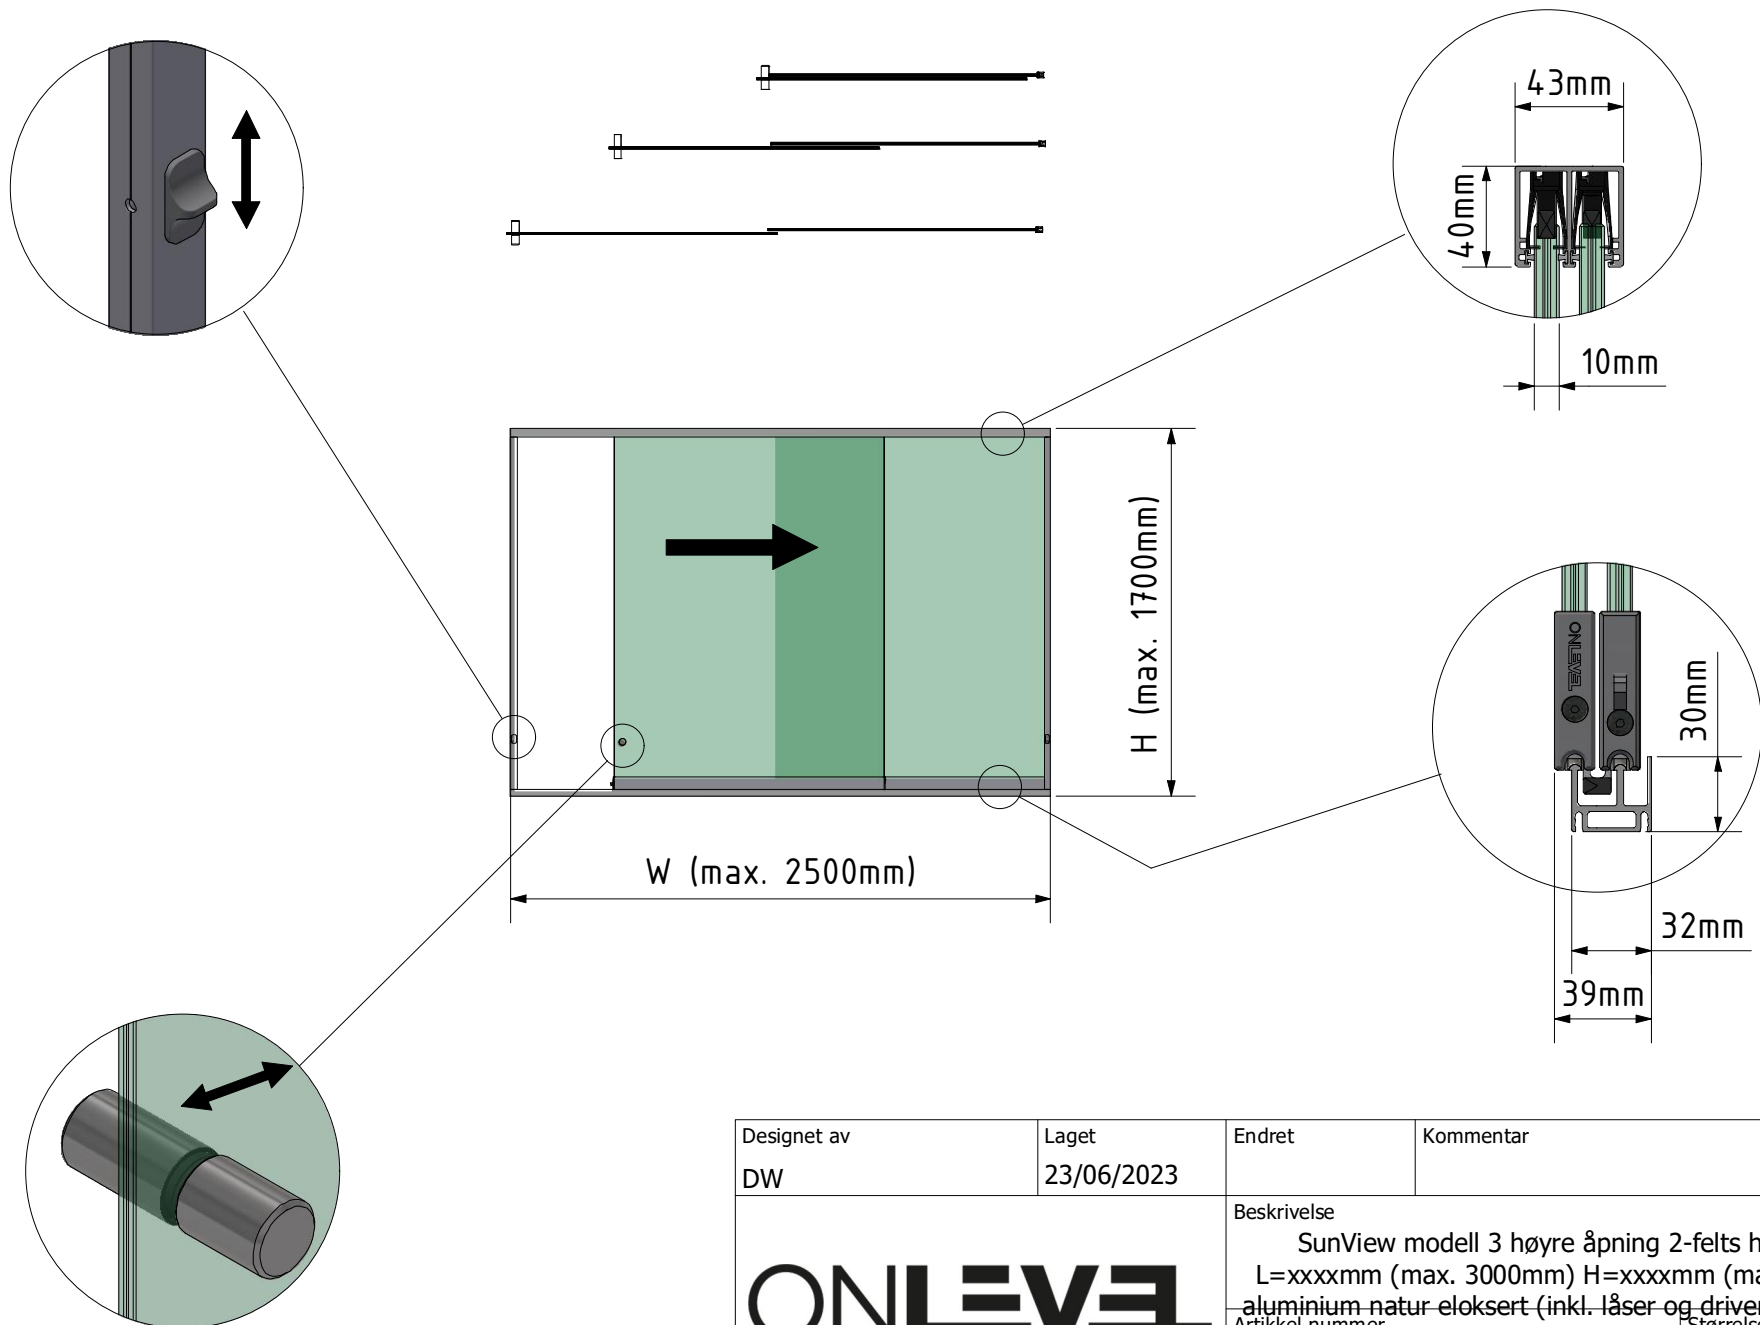 43mm
40mm
10mm
H (max. 1700mm)
W (max. 2500mm)
ONLEVEL
30mm
32mm
39mm
Designet av
DW
Laget
23/06/2023
Endret
Kommentar
Beskrivelse
SunView modell 3 høyre åpning 2-felts
L=xxxxmm (max. 3000mm) H=xxxxmm
aluminium natur eloksert (inkl. låser og
Artikkel nummer
ONLEVEL